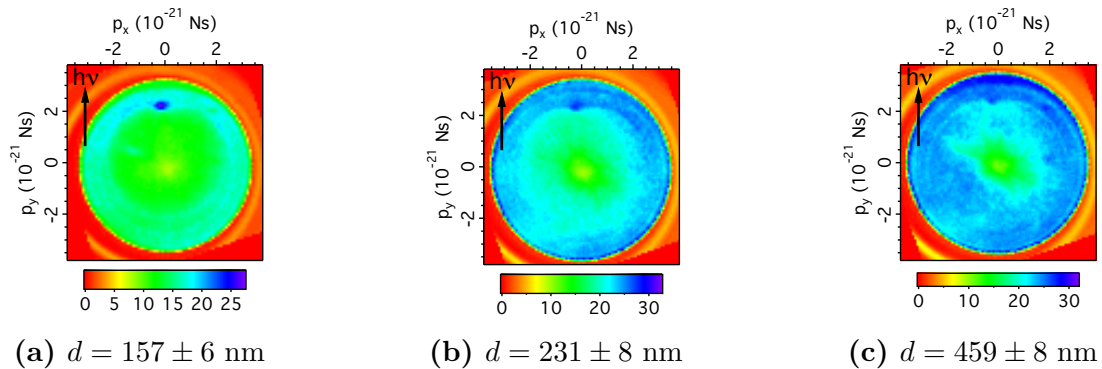 pₓ (10⁻²¹ Ns)
-2 0 2
hν
p_y (10⁻²¹ Ns)
2
0
-2
0 5 10 15 20 25
(a) d = 157 ± 6 nm
pₓ (10⁻²¹ Ns)
-2 0 2
hν
p_y (10⁻²¹ Ns)
2
0
-2
0 10 20 30
(b) d = 231 ± 8 nm
pₓ (10⁻²¹ Ns)
-2 0 2
hν
p_y (10⁻²¹ Ns)
2
0
-2
0 10 20 30
(c) d = 459 ± 8 nm